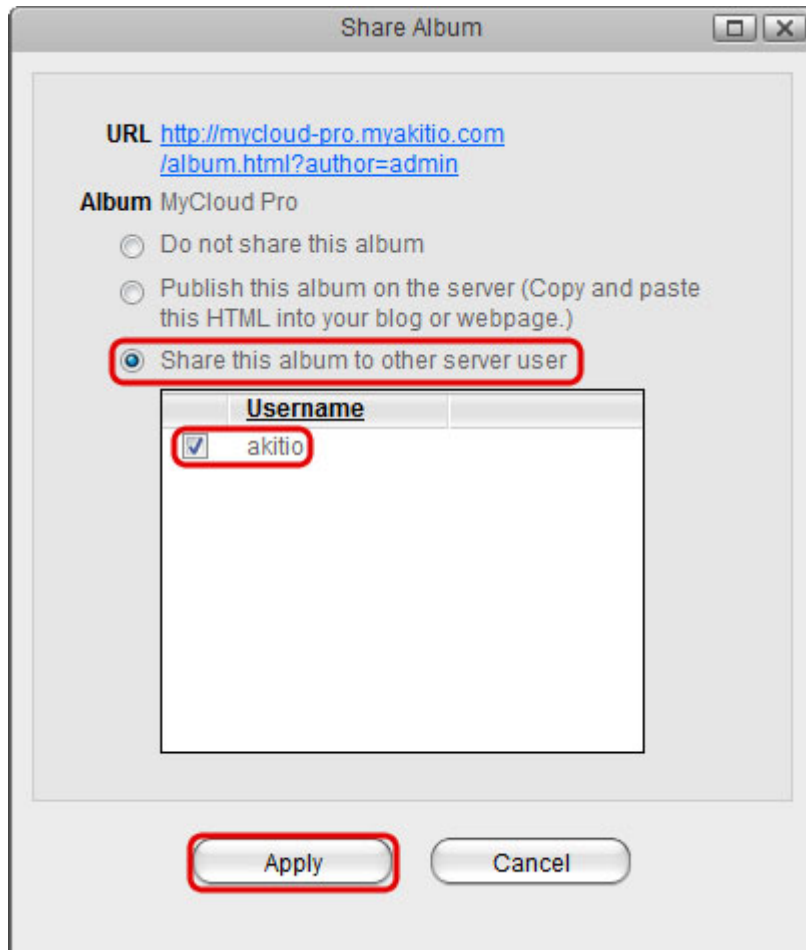 Share Album
URL http://mycloud-pro.myakitio.com
/album.html?author=admin
Album MyCloud Pro
Do not share this album
Publish this album on the server (Copy and paste
this HTML into your blog or webpage.)
Share this album to other server user
Username
akitio
Apply Cancel